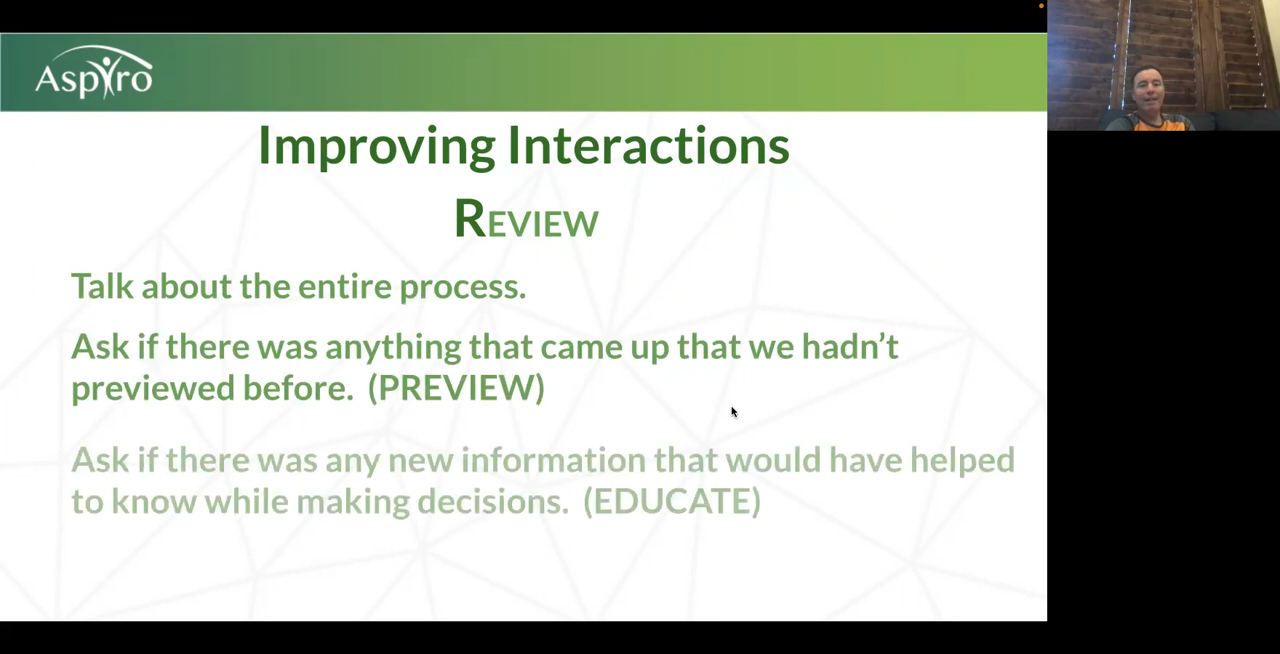 Aspiro
Improving Interactions
REVIEW
Talk about the entire process.
Ask if there was anything that came up that we hadn’t
previewed before. (PREVIEW)
Ask if there was any new information that would have helped
to know while making decisions. (EDUCATE)